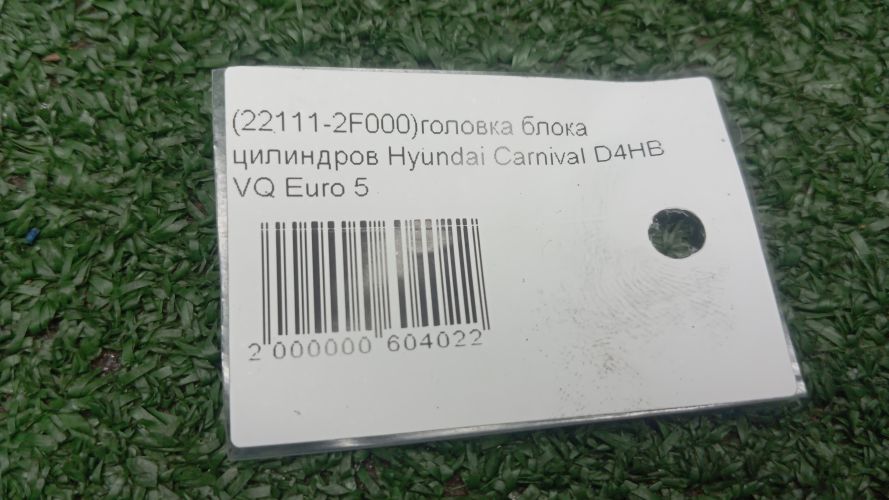 (22111-2F000)головка блока
цилиндров Hyundai Carnival D4HB
VQ Euro 5
2 000000 604022